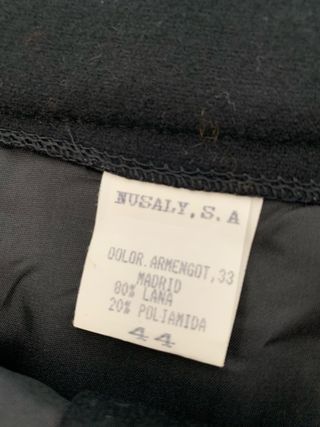 NUSALY,S.A
DOLOR.ARMENGOT,33
MADRID
80% LANA
20% POLIAMIDA
44